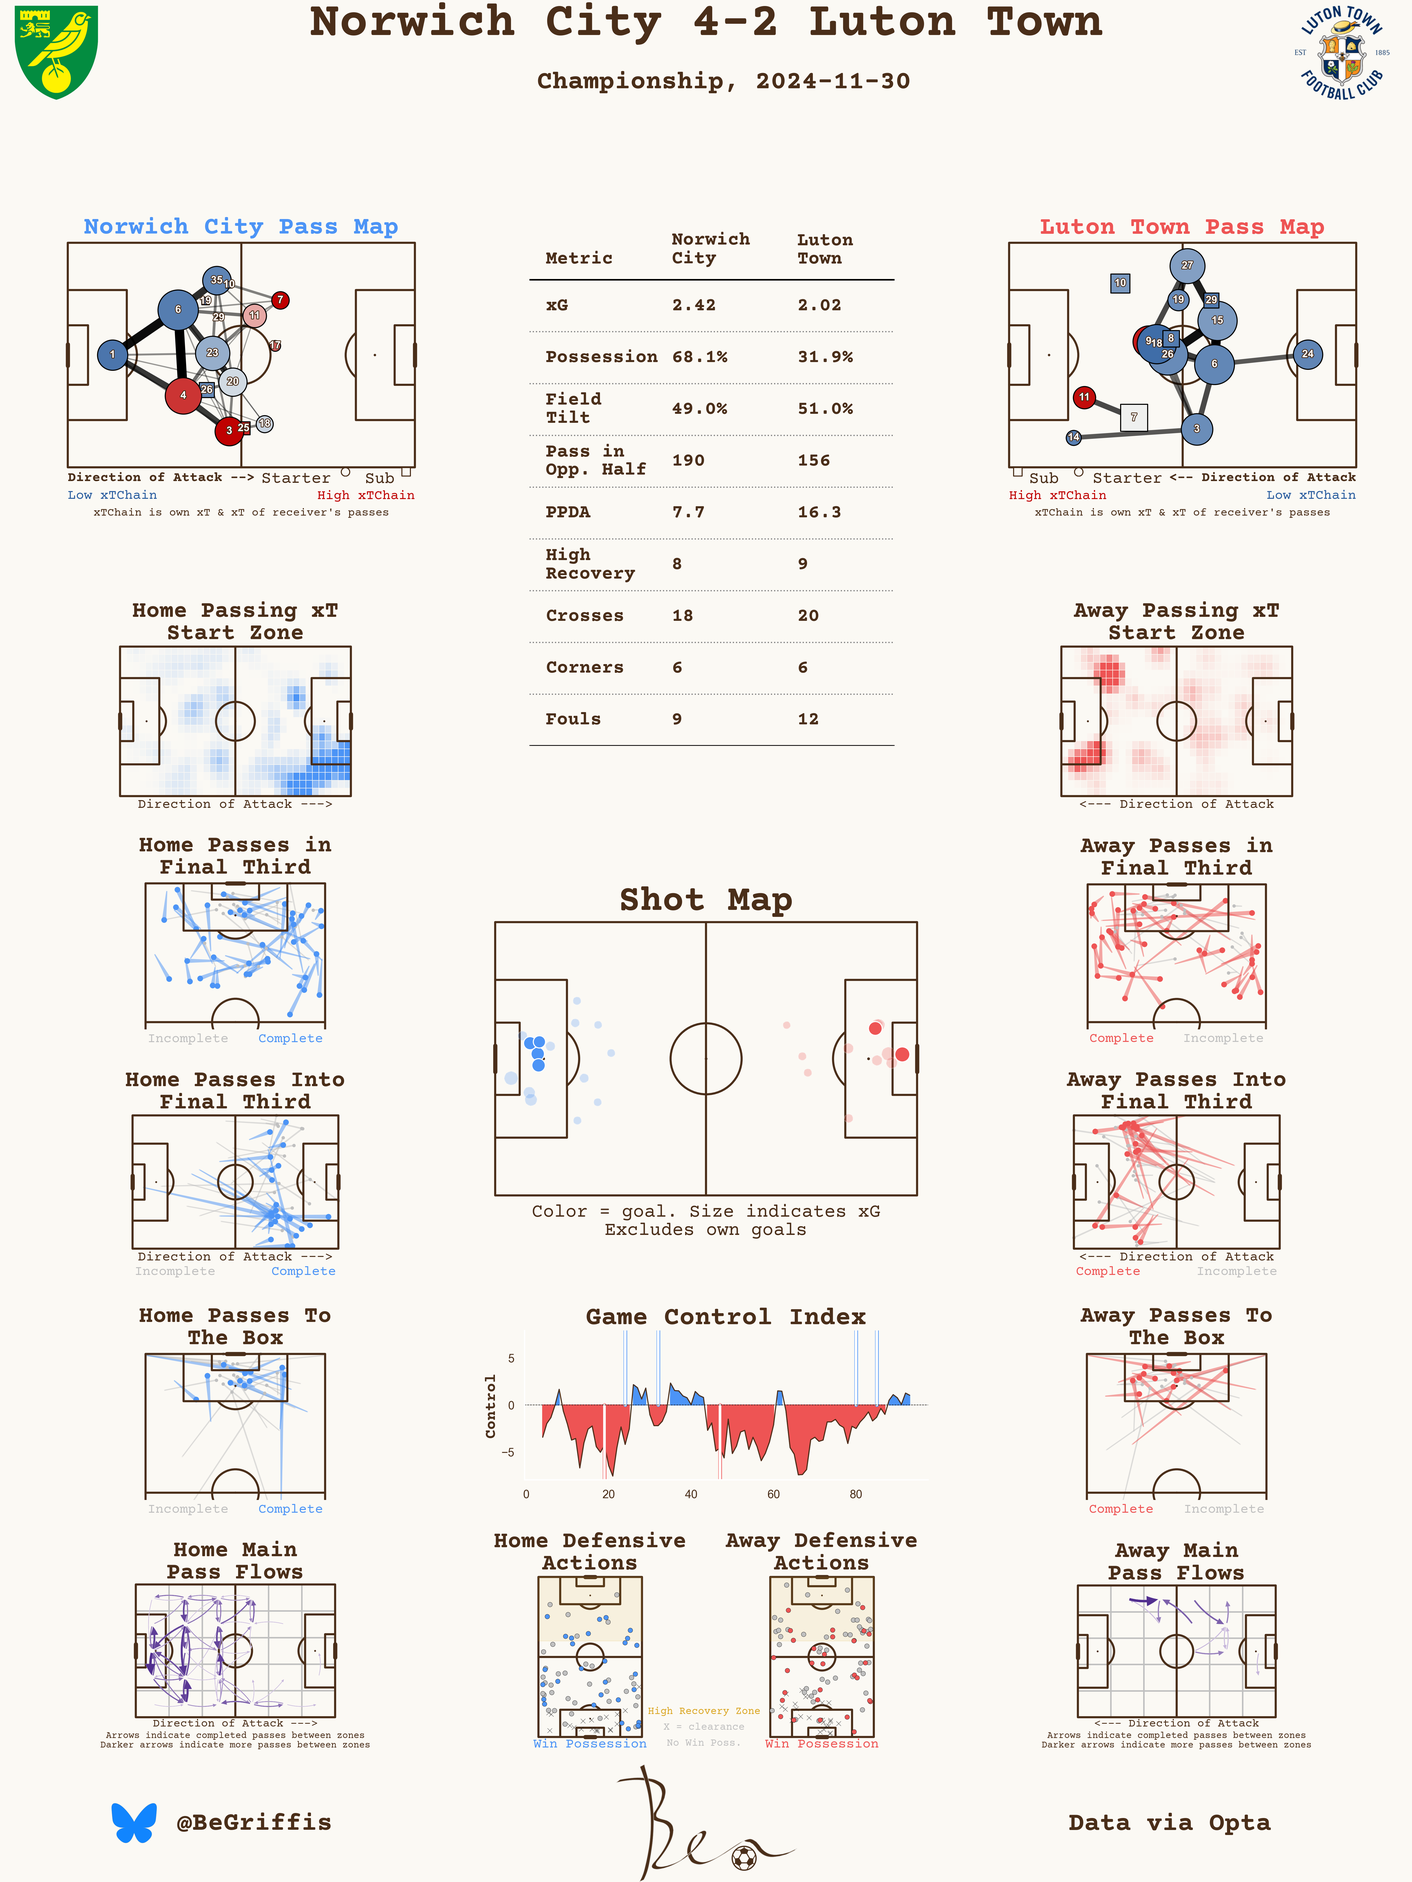 Norwich City 4-2 Luton Town
Championship, 2024-11-30
LUTON TOWN
EST 1885
FOOTBALL CLUB
Norwich City Pass Map
35
10
7
19
6
29
11
17
1
23
26
20
4
18
3
25
Direction of Attack --> Starter Sub
Low xTChain High xTChain
xTChain is own xT & xT of receiver's passes
Metric Norwich City Luton Town
xG 2.42 2.02
Possession 68.1% 31.9%
Field Tilt 49.0% 51.0%
Pass in Opp. Half 190 156
PPDA 7.7 16.3
High Recovery 8 9
Crosses 18 20
Corners 6 6
Fouls 9 12
Luton Town Pass Map
27
10
19
29
15
9
18
8
26
6
24
11
7
14
3
Sub Starter <-- Direction of Attack
High xTChain Low xTChain
xTChain is own xT & xT of receiver's passes
Home Passing xT
Start Zone
Direction of Attack --->
Away Passing xT
Start Zone
<--- Direction of Attack
Home Passes in
Final Third
Incomplete Complete
Away Passes in
Final Third
Complete Incomplete
Shot Map
Color = goal. Size indicates xG
Excludes own goals
Home Passes Into
Final Third
Direction of Attack --->
Incomplete Complete
Away Passes Into
Final Third
<--- Direction of Attack
Complete Incomplete
Home Passes To
The Box
Incomplete Complete
Game Control Index
Control
5
0
−5
0 20 40 60 80
Away Passes To
The Box
Complete Incomplete
Home Main
Pass Flows
Direction of Attack --->
Arrows indicate completed passes between zones
Darker arrows indicate more passes between zones
Home Defensive
Actions
Win Possession
High Recovery Zone
X = clearance
No Win Poss.
Away Defensive
Actions
Win Possession
Away Main
Pass Flows
<--- Direction of Attack
Arrows indicate completed passes between zones
Darker arrows indicate more passes between zones
@BeGriffis
Ben
Data via Opta